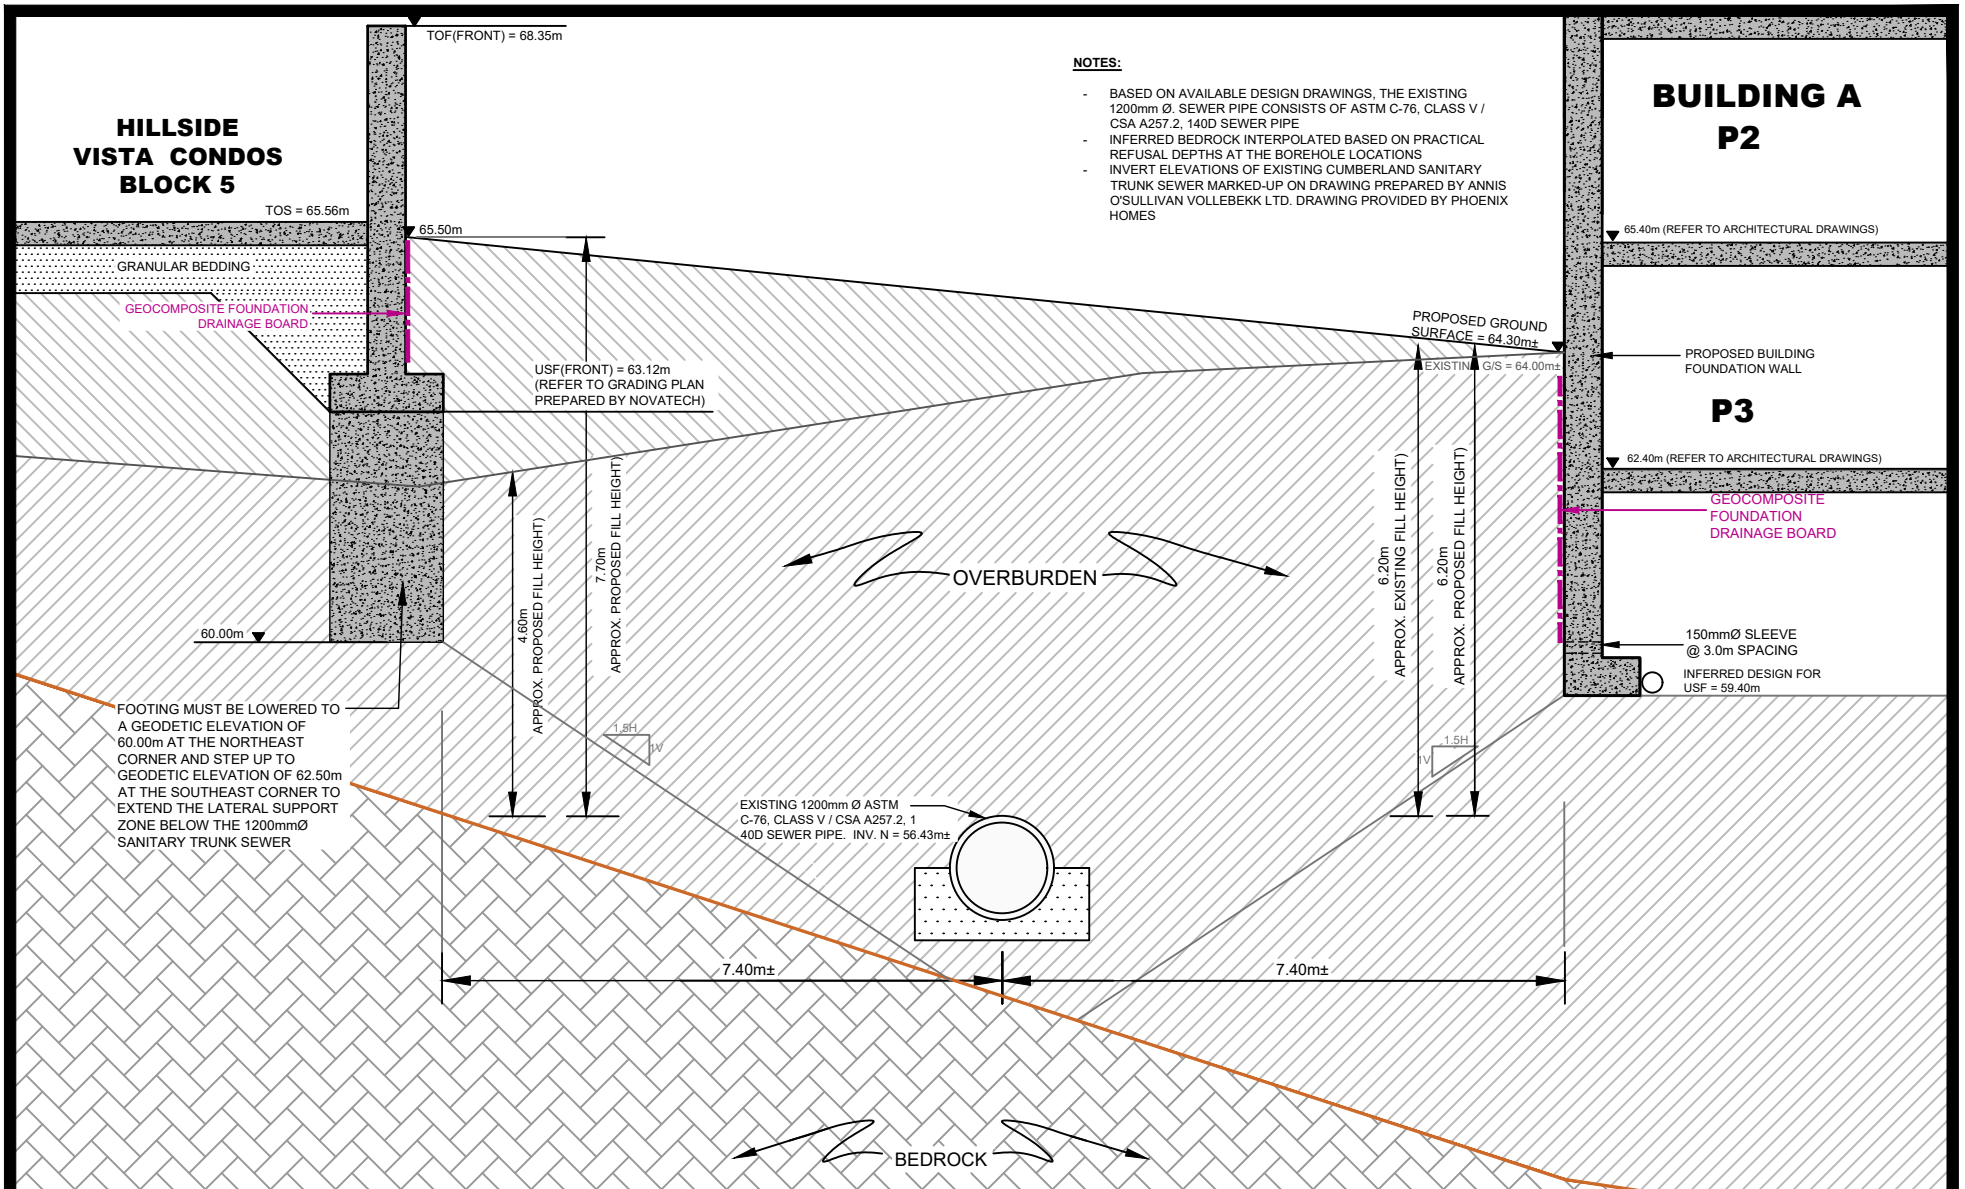 TOF(FRONT) = 68.35m
HILLSIDE
VISTA CONDOS
BLOCK 5
TOS = 65.56m
65.50m
GRANULAR BEDDING
GEOCOMPOSITE FOUNDATION
DRAINAGE BOARD
USF(FRONT) = 63.12m
(REFER TO GRADING PLAN
PREPARED BY NOVATECH)
NOTES:
- BASED ON AVAILABLE DESIGN DRAWINGS, THE EXISTING
1200mm Ø. SEWER PIPE CONSISTS OF ASTM C-76, CLASS V /
CSA A257.2, 140D SEWER PIPE
- INFERRED BEDROCK INTERPOLATED BASED ON PRACTICAL
REFUSAL DEPTHS AT THE BOREHOLE LOCATIONS
- INVERT ELEVATIONS OF EXISTING CUMBERLAND SANITARY
TRUNK SEWER MARKED-UP ON DRAWING PREPARED BY ANNIS
O'SULLIVAN VOLLEBEKK LTD. DRAWING PROVIDED BY PHOENIX
HOMES
BUILDING A
P2
65.40m (REFER TO ARCHITECTURAL DRAWINGS)
PROPOSED GROUND
SURFACE = 64.30m±
EXISTING G/S = 64.00m±
PROPOSED BUILDING
FOUNDATION WALL
P3
62.40m (REFER TO ARCHITECTURAL DRAWINGS)
GEOCOMPOSITE
FOUNDATION
DRAINAGE BOARD
4.60m
APPROX. PROPOSED FILL HEIGHT)
7.70m
APPROX. PROPOSED FILL HEIGHT)
OVERBURDEN
6.20m
APPROX. EXISTING FILL HEIGHT)
6.20m
APPROX. PROPOSED FILL HEIGHT)
60.00m
150mmØ SLEEVE
@ 3.0m SPACING
INFERRED DESIGN FOR
USF = 59.40m
FOOTING MUST BE LOWERED TO
A GEODETIC ELEVATION OF
60.00m AT THE NORTHEAST
CORNER AND STEP UP TO
GEODETIC ELEVATION OF 62.50m
AT THE SOUTHEAST CORNER TO
EXTEND THE LATERAL SUPPORT
ZONE BELOW THE 1200mmØ
SANITARY TRUNK SEWER
1.5H
1V
1.5H
1V
EXISTING 1200mm Ø ASTM
C-76, CLASS V / CSA A257.2, 1
40D SEWER PIPE. INV. N = 56.43m±
7.40m±
7.40m±
BEDROCK